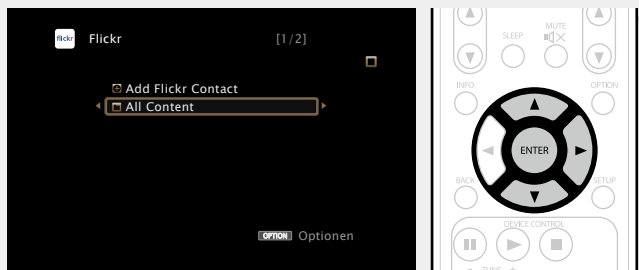 flickr Flickr [1/2]
Add Flickr Contact
All Content
OPTION Optionen
MUTE
SLEEP
INFO OPTION
ENTER
BACK SETUP
DEVICE CONTROL
- TUNE +